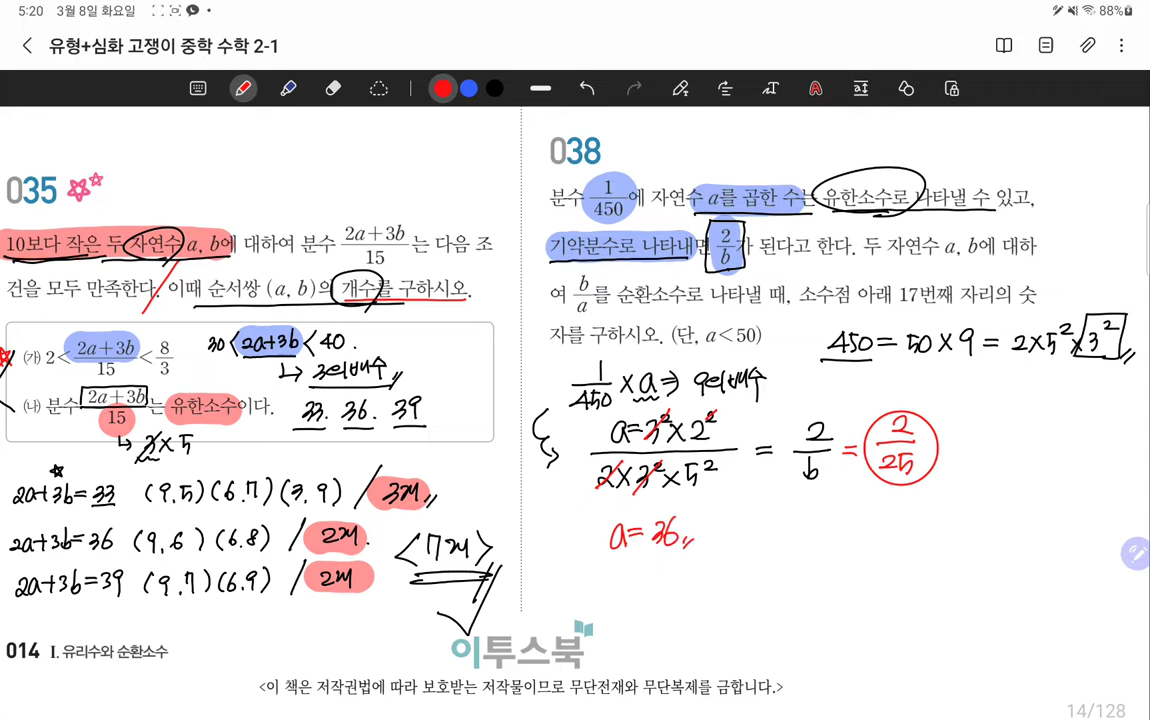 5:20 3월 8일 화요일
88%
유형+심화 고쟁이 중학 수학 2-1
035
10보다 작은 두 자연수 a, b에 대하여 분수 (2a+3b)/15 는 다음 조
건을 모두 만족한다. 이때 순서쌍 (a, b)의 개수를 구하시오.
㈎ 2 < (2a+3b)/15 < 8/3
30 < 2a+3b < 40.
↳ 3의배수
㈏ 분수 (2a+3b)/15 는 유한소수이다.
33. 36. 39
↳ 3×5
2a+3b=33 (9,5)(6.7)(3,9) / 3개
2a+3b=36 (9,6)(6.8) / 2개.
2a+3b=39 (9,7)(6.9) / 2개
<7개>
038
분수 1/450 에 자연수 a를 곱한 수는 유한소수로 나타낼 수 있고,
기약분수로 나타내면 2/b 가 된다고 한다. 두 자연수 a, b에 대하
여 b/a 를 순환소수로 나타낼 때, 소수점 아래 17번째 자리의 숫
자를 구하시오. (단, a<50)
450 = 50×9 = 2×5²×3²
1/450 × a ⇒ 9의배수
(a=3²×2²)/(2×3²×5²) = 2/b = 2/25
a=36
014 Ⅰ. 유리수와 순환소수
이투스북
<이 책은 저작권법에 따라 보호받는 저작물이므로 무단전재와 무단복제를 금합니다.>
14/128